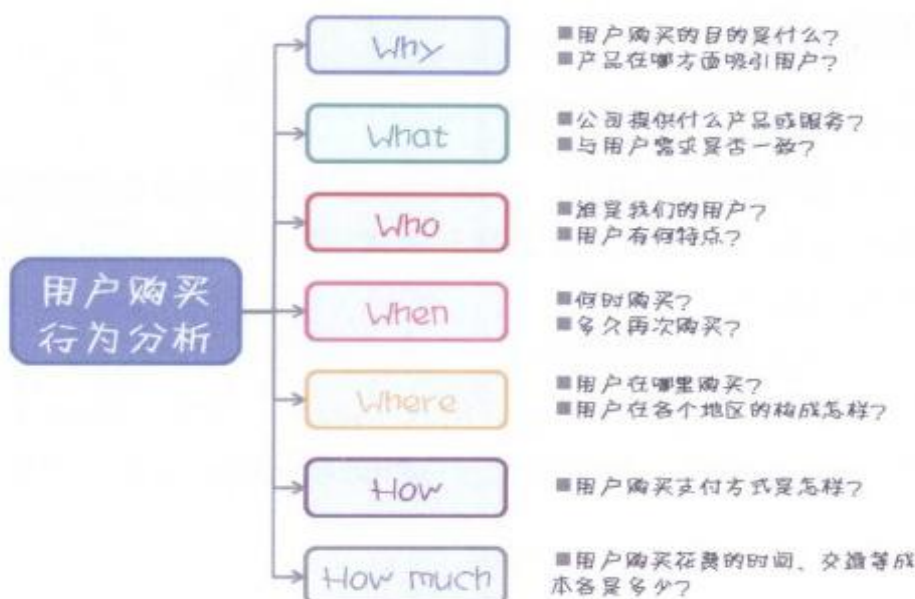 Why
■用户购买的目的是什么?
■产品在哪方面吸引用户?
What
■公司提供什么产品或服务?
■与用户需求是否一致?
Who
■谁是我们的用户?
■用户有何特点?
用户购买
行为分析
When
■何时购买?
■多久再次购买?
Where
■用户在哪里购买?
■用户在各个地区的构成怎样?
How
■用户购买支付方式是怎样?
How much
■用户购买花费的时间、交通等成
本各是多少?